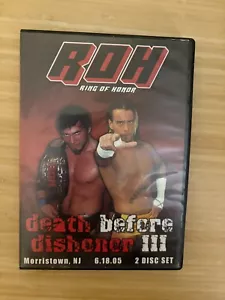 ROH
RING OF HONOR
death before
dishonor III
Morristown, NJ 6.18.05 2 DISC SET